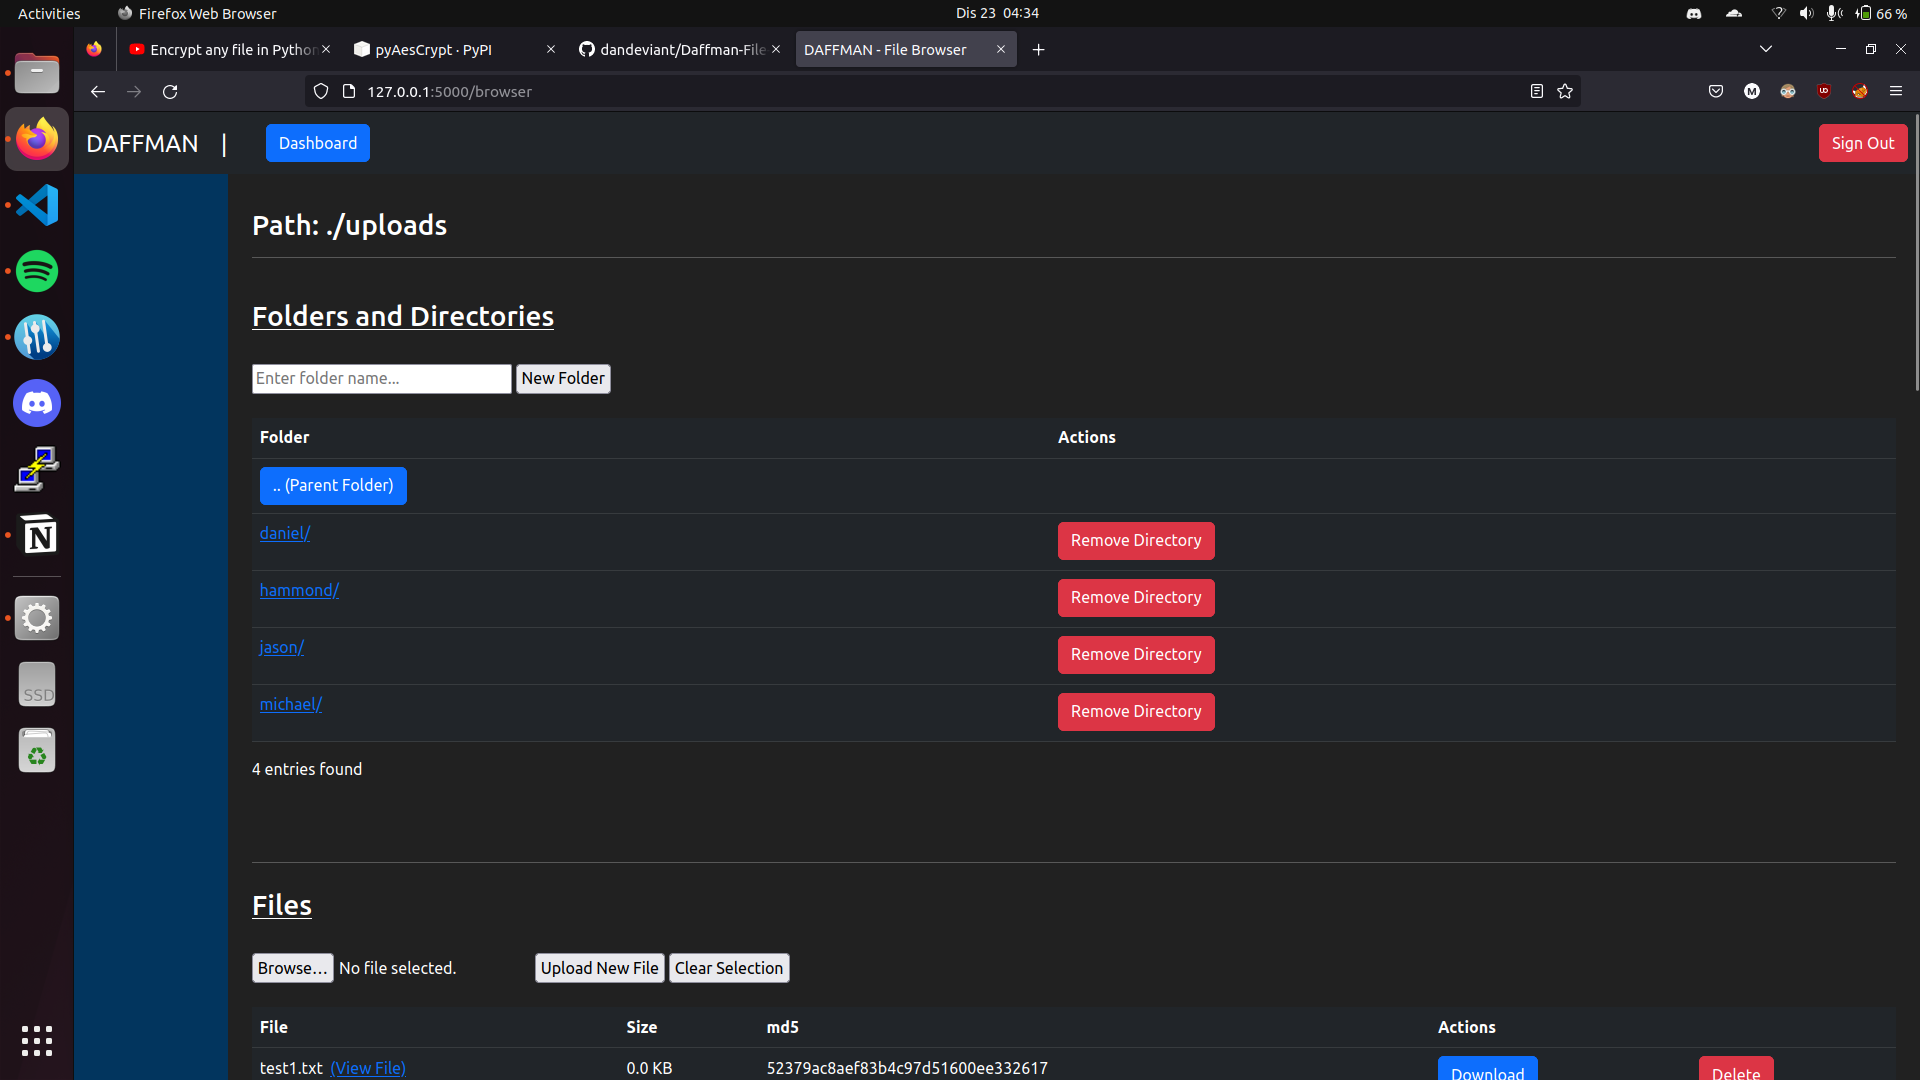 Activities Firefox Web Browser Dis 23 04:34 66 %
Encrypt any file in Python pyAesCrypt · PyPI dandeviant/Daffman-File DAFFMAN - File Browser
127.0.0.1:5000/browser
DAFFMAN | Dashboard Sign Out
Path: ./uploads
Folders and Directories
Enter folder name... New Folder
Folder Actions
.. (Parent Folder)
daniel/ Remove Directory
hammond/ Remove Directory
jason/ Remove Directory
michael/ Remove Directory
SSD
4 entries found
Files
Browse... No file selected. Upload New File Clear Selection
File Size md5 Actions
test1.txt (View File) 0.0 KB 52379ac8aef83b4c97d51600ee332617 Download Delete